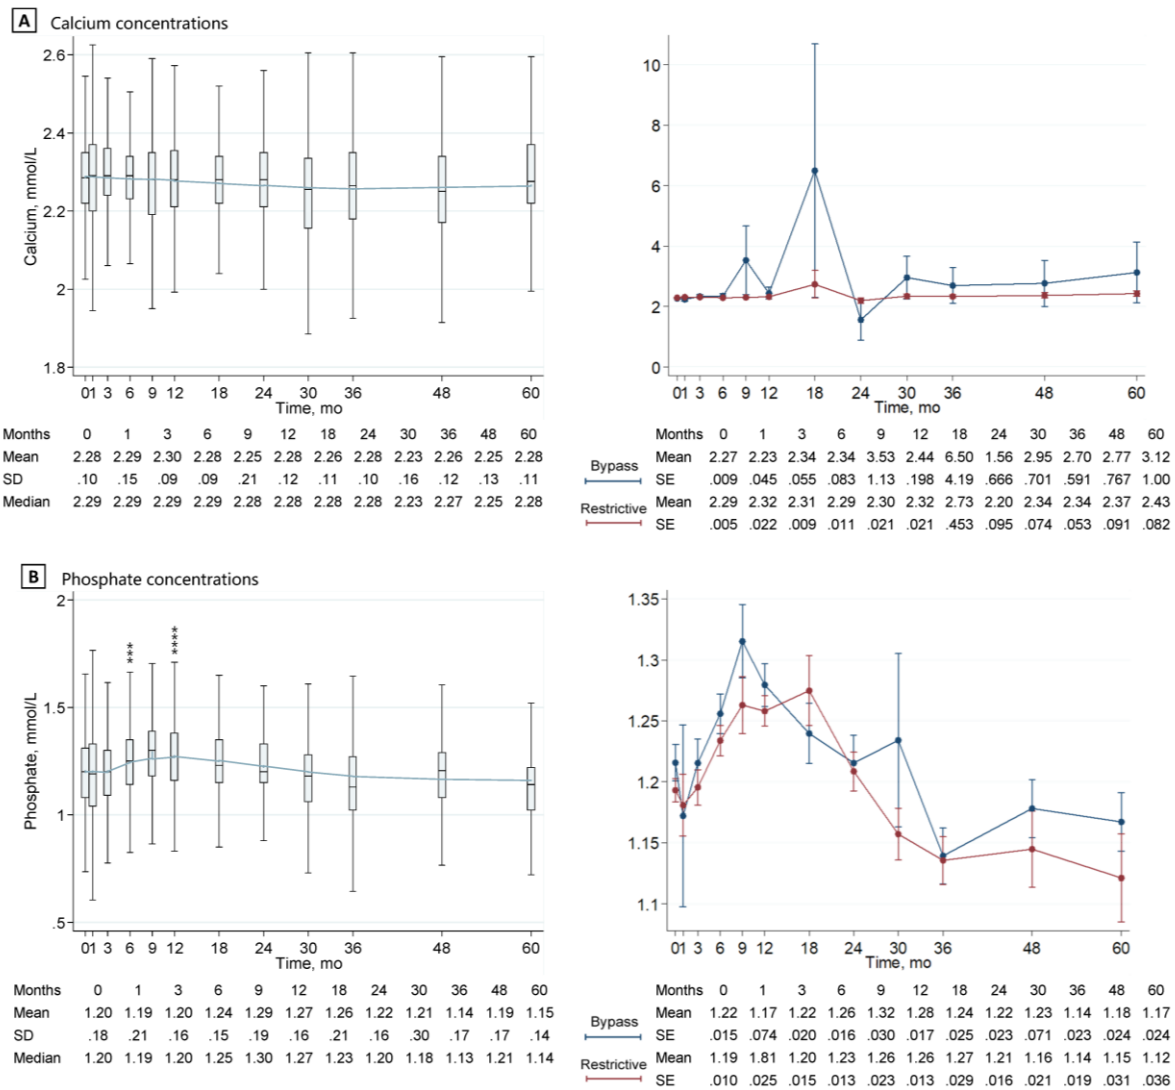 A Calcium concentrations
Calcium, mmol/L
2.6
2.4
2.2
2
1.8
01 3 6 9 12 18 24 30 36 48 60
Time, mo
Months 0 1 3 6 9 12 18 24 30 36 48 60
Mean 2.28 2.29 2.30 2.28 2.25 2.28 2.26 2.28 2.23 2.26 2.25 2.28
SD .10 .15 .09 .09 .21 .12 .11 .10 .16 .12 .13 .11
Median 2.29 2.29 2.29 2.29 2.28 2.28 2.28 2.28 2.23 2.27 2.25 2.28
10
8
6
4
2
0
01 3 6 9 12 18 24 30 36 48 60
Time, mo
Months 0 1 3 6 9 12 18 24 30 36 48 60
Bypass
Mean 2.27 2.25 2.34 2.34 3.53 2.44 6.50 1.56 2.95 2.70 2.77 3.12
SE .009 .045 .055 .083 1.13 .198 4.19 .666 .701 .591 .767 1.00
Restrictive
Mean 2.29 2.32 2.31 2.29 2.30 2.32 2.73 2.20 2.34 2.34 2.37 2.43
SE .005 .022 .009 .011 .021 .021 .453 .095 .074 .053 .091 .082
B Phosphate concentrations
Phosphate, mmol/L
2
1.5
1
.5
***
****
01 3 6 9 12 18 24 30 36 48 60
Time, mo
Months 0 1 3 6 9 12 18 24 30 36 48 60
Mean 1.20 1.19 1.20 1.24 1.29 1.27 1.26 1.22 1.21 1.14 1.19 1.15
SD .18 .21 .16 .15 .19 .16 .21 .16 .30 .17 .17 .14
Median 1.20 1.19 1.20 1.25 1.30 1.27 1.23 1.20 1.18 1.13 1.21 1.14
1.35
1.3
1.25
1.2
1.15
1.1
01 3 6 9 12 18 24 30 36 48 60
Time, mo
Months 0 1 3 6 9 12 18 24 30 36 48 60
Bypass
Mean 1.22 1.17 1.22 1.26 1.32 1.28 1.24 1.22 1.23 1.14 1.18 1.17
SE .015 .074 .020 .016 .030 .017 .025 .023 .071 .023 .024 .024
Restrictive
Mean 1.19 1.81 1.20 1.23 1.26 1.26 1.27 1.21 1.16 1.14 1.15 1.12
SE .010 .025 .015 .013 .023 .013 .029 .016 .021 .019 .031 .036